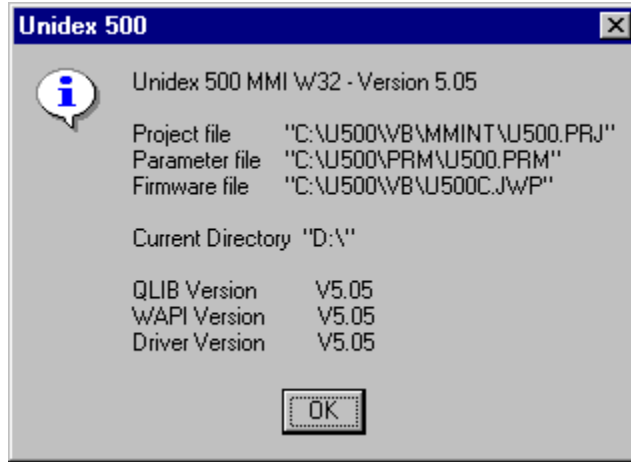 Unidex 500
Unidex 500 MMI W32 - Version 5.05
Project file "C:\U500\VB\MMINT\U500.PRJ"
Parameter file "C:\U500\PRM\U500.PRM"
Firmware file "C:\U500\VB\U500C.JWP"
Current Directory "D:\"
QLIB Version V5.05
WAPI Version V5.05
Driver Version V5.05
OK